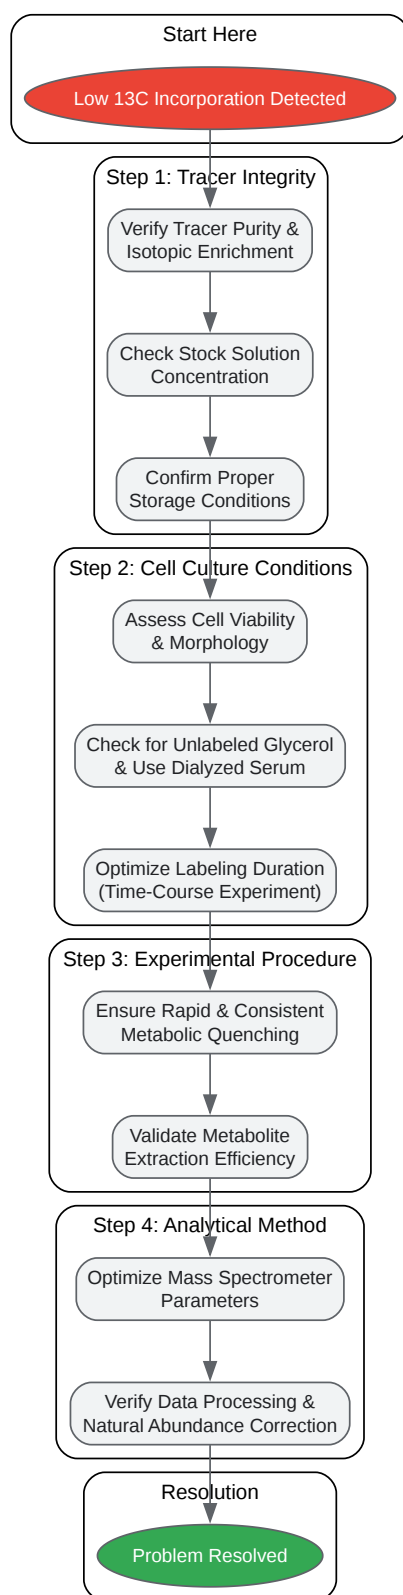 Start Here
Low 13C Incorporation Detected
Step 1: Tracer Integrity
Verify Tracer Purity &
Isotopic Enrichment
Check Stock Solution
Concentration
Confirm Proper
Storage Conditions
Step 2: Cell Culture Conditions
Assess Cell Viability
& Morphology
Check for Unlabeled Glycerol
& Use Dialyzed Serum
Optimize Labeling Duration
(Time-Course Experiment)
Step 3: Experimental Procedure
Ensure Rapid & Consistent
Metabolic Quenching
Validate Metabolite
Extraction Efficiency
Step 4: Analytical Method
Optimize Mass Spectrometer
Parameters
Verify Data Processing &
Natural Abundance Correction
Resolution
Problem Resolved